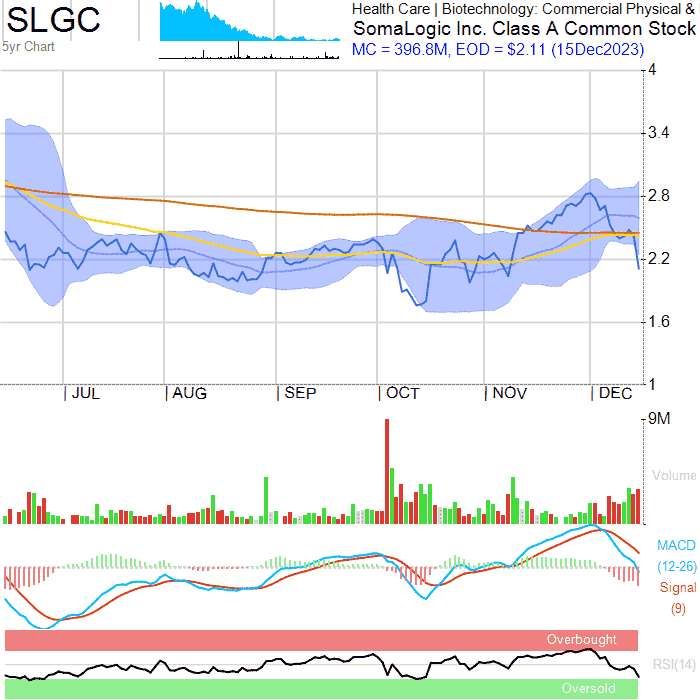 SLGC
5yr Chart
Health Care | Biotechnology: Commercial Physical &
SomaLogic Inc. Class A Common Stock
MC = 396.8M, EOD = $2.11 (15Dec2023)
4
3.4
2.8
2.2
1.6
1
JUL AUG SEP OCT NOV DEC
9M
Volume
MACD
(12-26)
Signal
(9)
Overbought
RSI(14)
Oversold